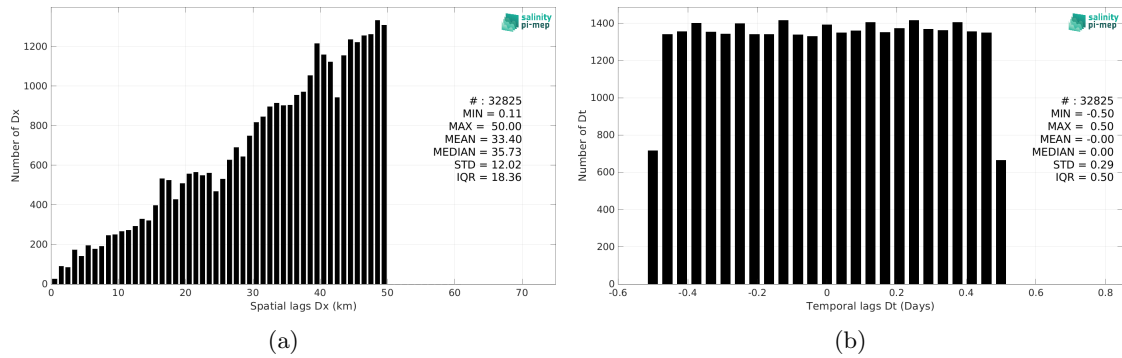 salinity
pi-mep
1200
1000
800
600
400
200
0
Number of Dx
# : 32825
MIN = 0.11
MAX = 50.00
MEAN = 33.40
MEDIAN = 35.73
STD = 12.02
IQR = 18.36
0 10 20 30 40 50 60 70
Spatial lags Dx (km)
(a)
salinity
pi-mep
1400
1200
1000
800
600
400
200
0
Number of Dt
# : 32825
MIN = -0.50
MAX = 0.50
MEAN = -0.00
MEDIAN = 0.00
STD = 0.29
IQR = 0.50
-0.6 -0.4 -0.2 0 0.2 0.4 0.6 0.8
Temporal lags Dt (Days)
(b)